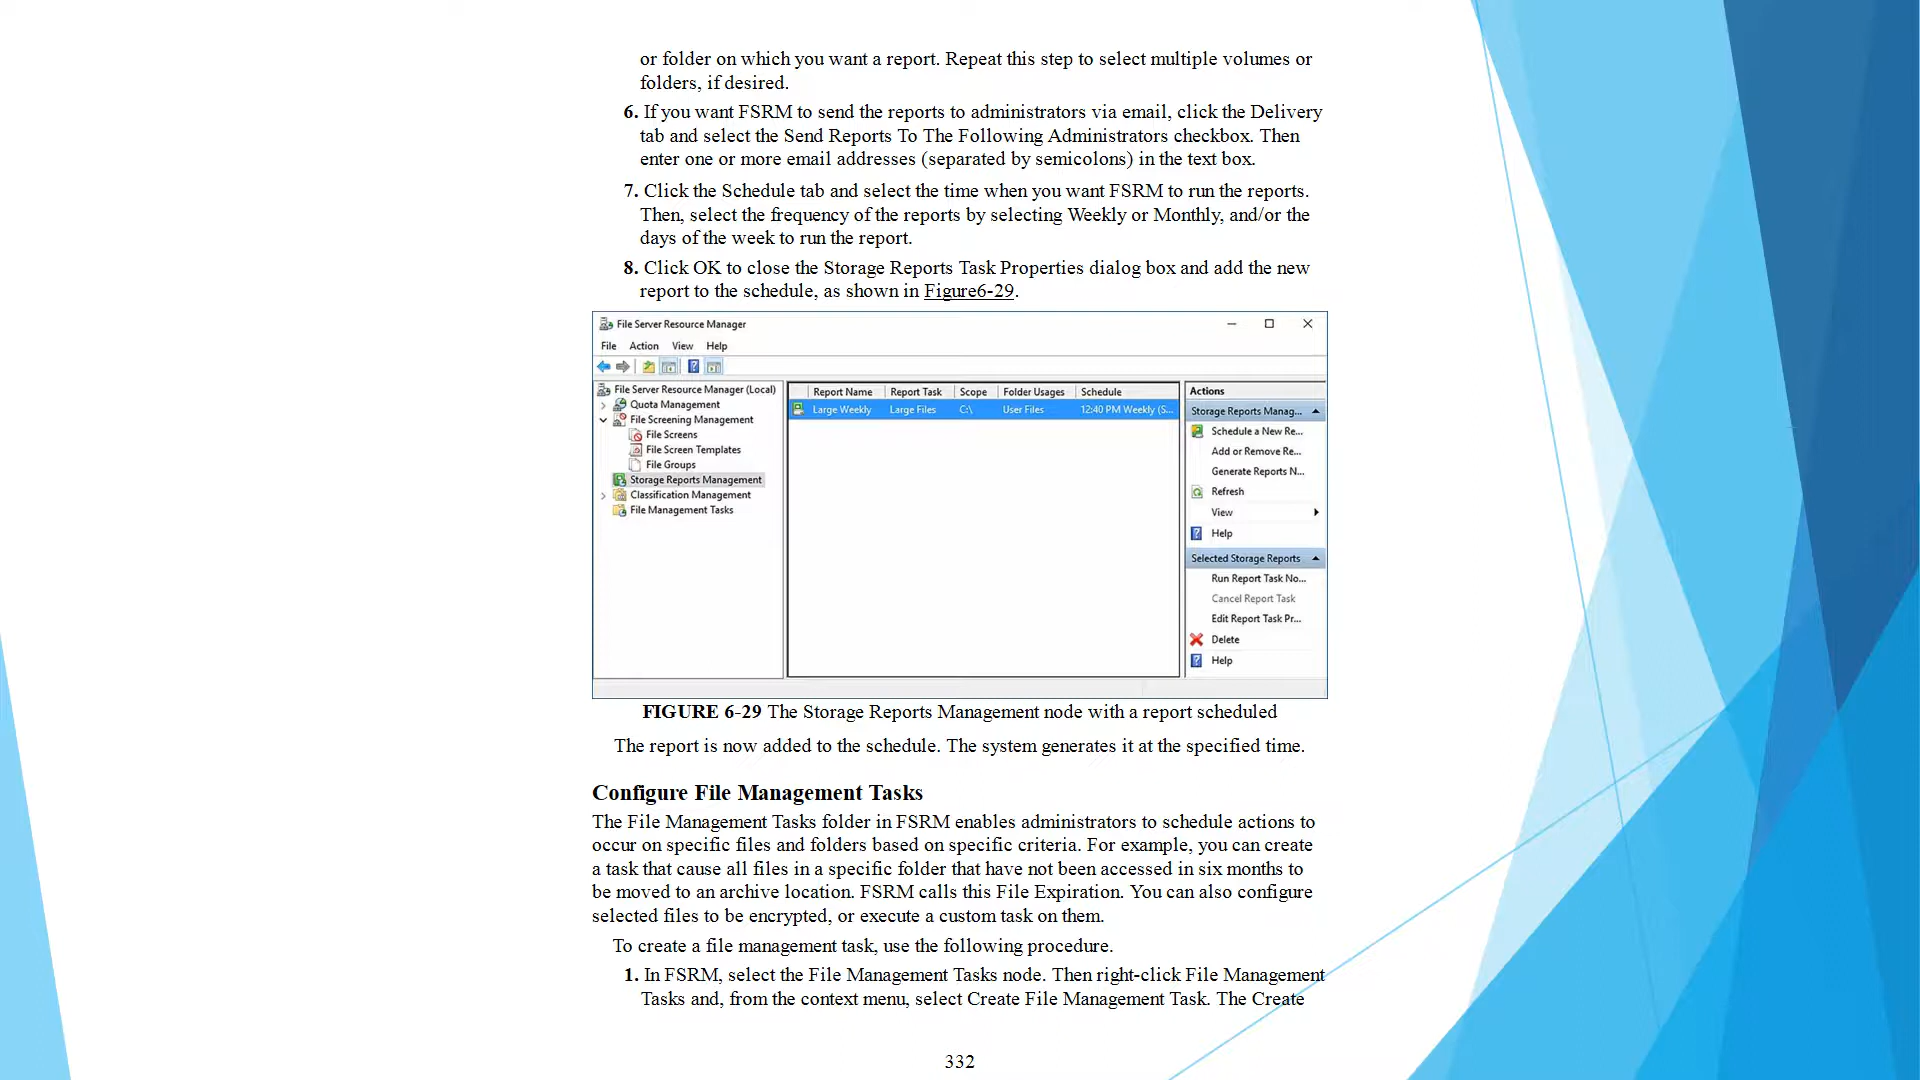 or folder on which you want a report. Repeat this step to select multiple volumes or
folders, if desired.
6. If you want FSRM to send the reports to administrators via email, click the Delivery
tab and select the Send Reports To The Following Administrators checkbox. Then
enter one or more email addresses (separated by semicolons) in the text box.
7. Click the Schedule tab and select the time when you want FSRM to run the reports.
Then, select the frequency of the reports by selecting Weekly or Monthly, and/or the
days of the week to run the report.
8. Click OK to close the Storage Reports Task Properties dialog box and add the new
report to the schedule, as shown in Figure6-29.
File Server Resource Manager
File Action View Help
File Server Resource Manager (Local)
Quota Management
File Screening Management
File Screens
File Screen Templates
File Groups
Storage Reports Management
Classification Management
File Management Tasks
Report Name Report Task Scope Folder Usages Schedule
Large Weekly Large Files C:\ User Files 12:40 PM Weekly (S...
Actions
Storage Reports Manag...
Schedule a New Re...
Add or Remove Re...
Generate Reports N...
Refresh
View
Help
Selected Storage Reports
Run Report Task No...
Cancel Report Task
Edit Report Task Pr...
Delete
Help
FIGURE 6-29 The Storage Reports Management node with a report scheduled
The report is now added to the schedule. The system generates it at the specified time.
Configure File Management Tasks
The File Management Tasks folder in FSRM enables administrators to schedule actions to
occur on specific files and folders based on specific criteria. For example, you can create
a task that cause all files in a specific folder that have not been accessed in six months to
be moved to an archive location. FSRM calls this File Expiration. You can also configure
selected files to be encrypted, or execute a custom task on them.
To create a file management task, use the following procedure.
1. In FSRM, select the File Management Tasks node. Then right-click File Management
Tasks and, from the context menu, select Create File Management Task. The Create
332